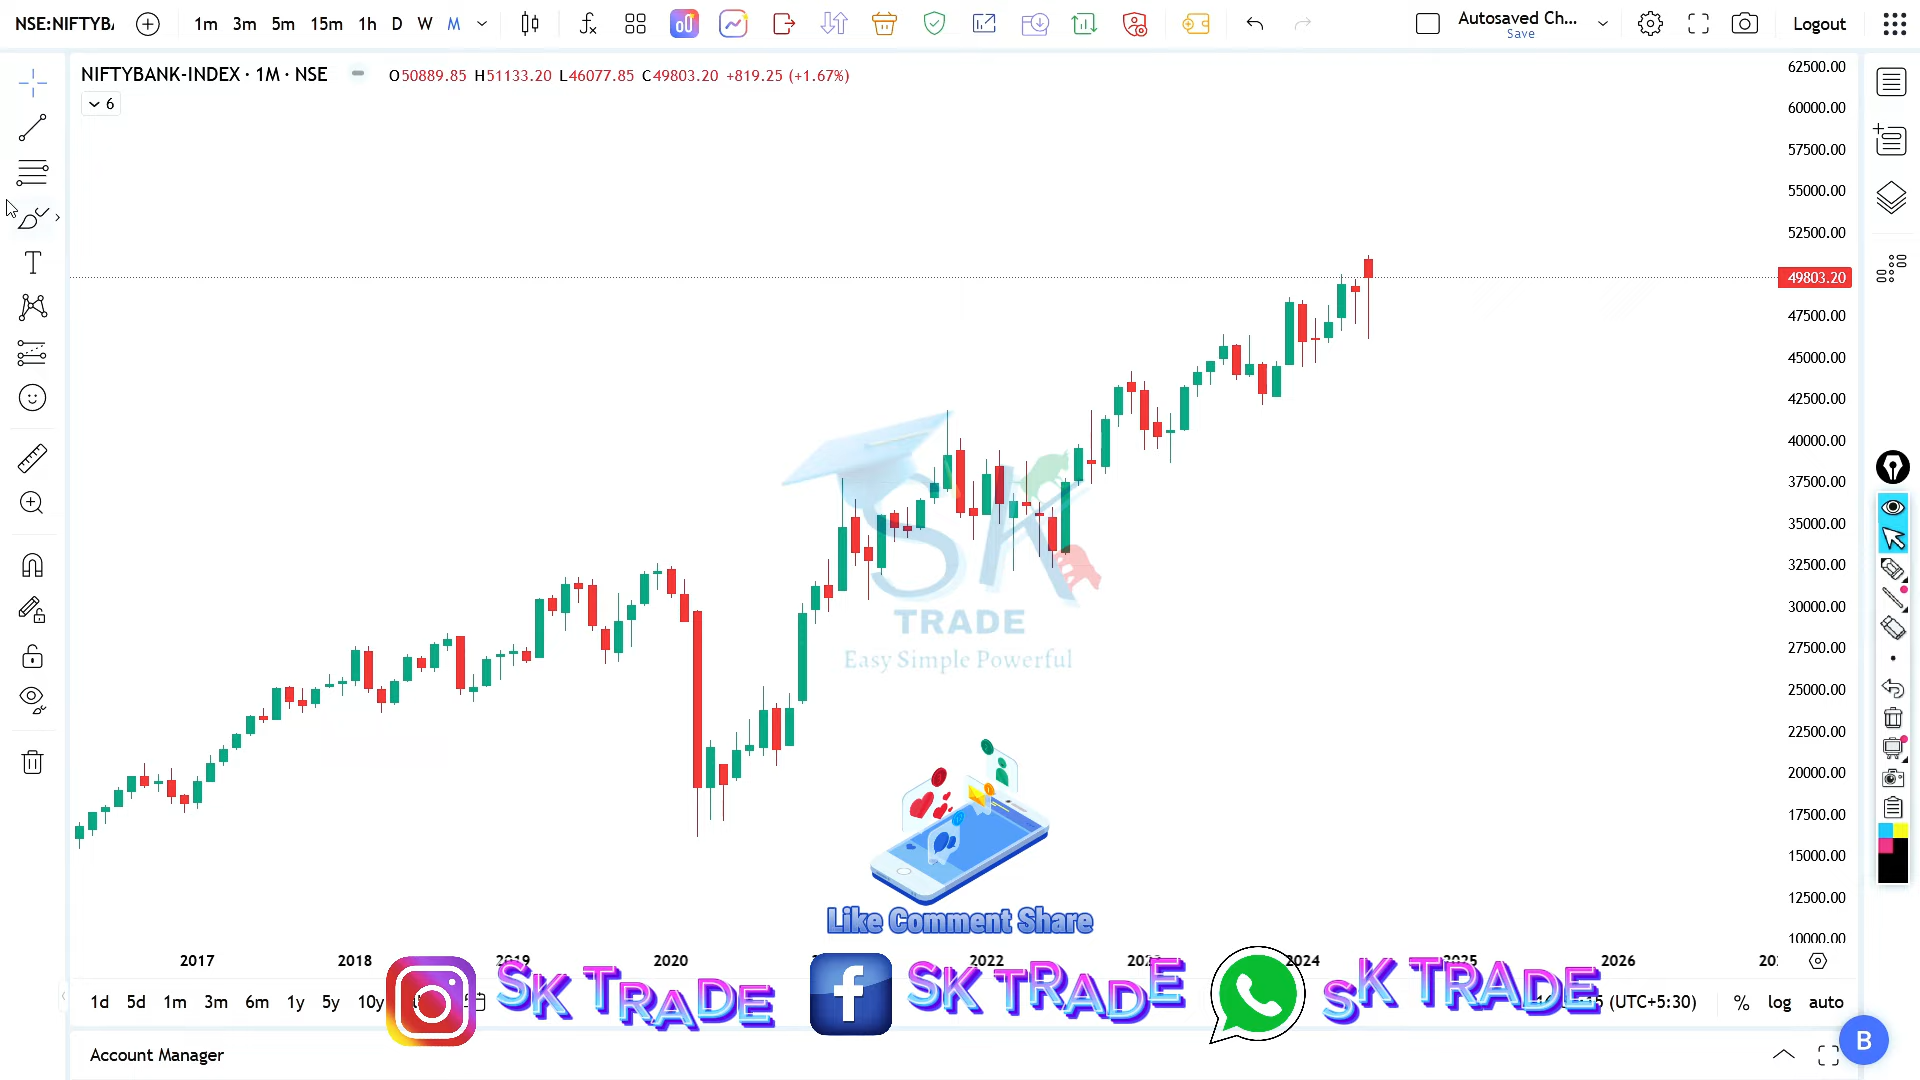 NSE:NIFTYB
1m 3m 5m 15m 1h D W M
Autosaved Ch...
Save
Logout
NIFTYBANK-INDEX · 1M · NSE
O50889.85 H51133.20 L46077.85 C49803.20 +819.25 (+1.67%)
6
62500.00
60000.00
57500.00
55000.00
52500.00
49803.20
47500.00
45000.00
42500.00
40000.00
37500.00
35000.00
32500.00
30000.00
27500.00
25000.00
22500.00
20000.00
17500.00
15000.00
12500.00
10000.00
SK
TRADE
Easy Simple Powerful
Like Comment Share
2017 2018 2019 2020 2022 2024 2025 2026
1d 5d 1m 3m 6m 1y 5y 10y
SK TRADE
SK TRADE
SK TRADE
(UTC+5:30)
% log auto
Account Manager
B